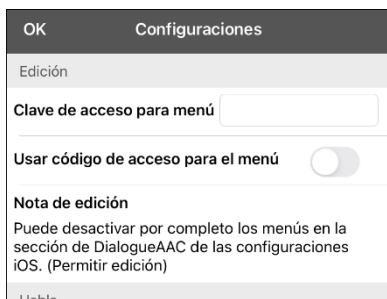 OK Configuraciones
Edición
Clave de acceso para menú
Usar código de acceso para el menú
Nota de edición
Puede desactivar por completo los menús en la
sección de DialogueAAC de las configuraciones
iOS. (Permitir edición)